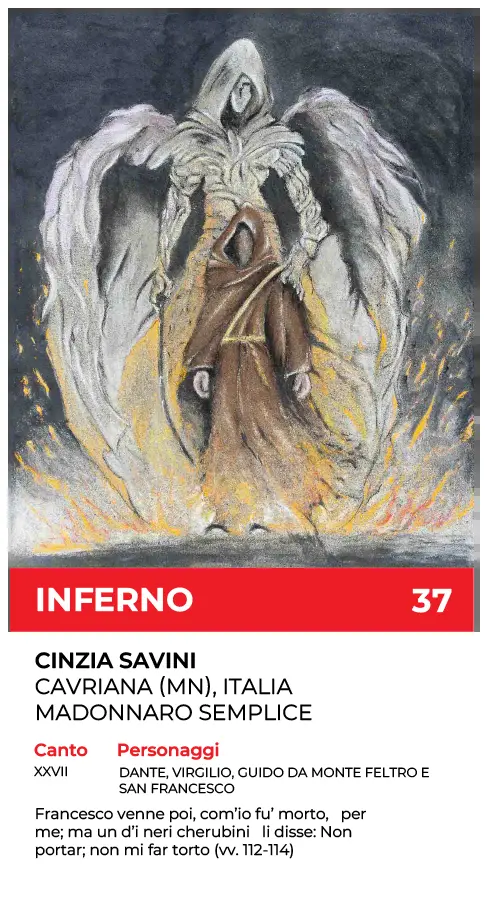 INFERNO 37
CINZIA SAVINI
CAVRIANA (MN), ITALIA
MADONNARO SEMPLICE
Canto Personaggi
XXVII DANTE, VIRGILIO, GUIDO DA MONTE FELTRO E
SAN FRANCESCO
Francesco venne poi, com’io fu’ morto, per
me; ma un d’i neri cherubini li disse: Non
portar; non mi far torto (vv. 112-114)